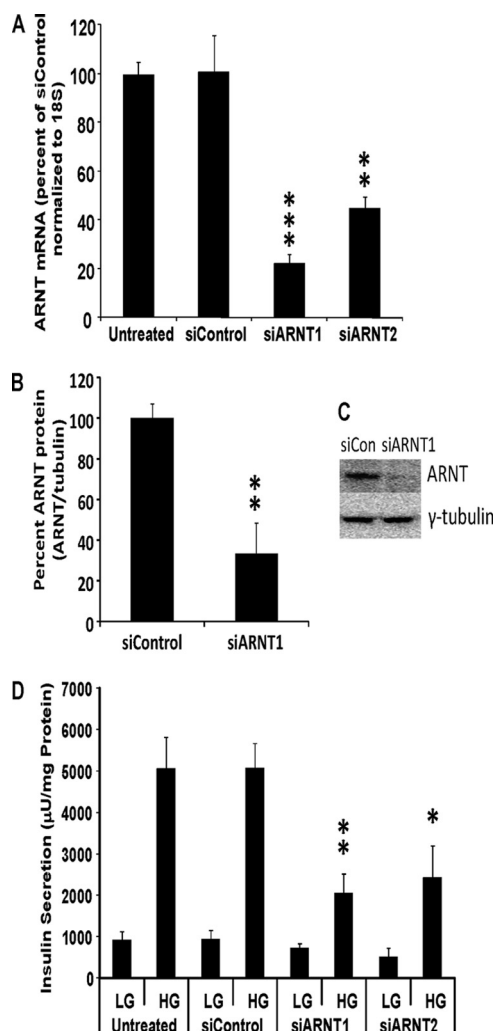 A
ARNT mRNA (percent of siControl
normalized to 18S)
120
100
80
60
40
20
0
Untreated siControl siARNT1 siARNT2
***
**
B
Percent ARNT protein
(ARNT/tubulin)
120
100
80
60
40
20
0
siControl siARNT1
**
C
siCon siARNT1
ARNT
γ-tubulin
D
Insulin Secretion (μU/mg Protein)
7000
6000
5000
4000
3000
2000
1000
0
**
*
LG HG LG HG LG HG LG HG
Untreated siControl siARNT1 siARNT2